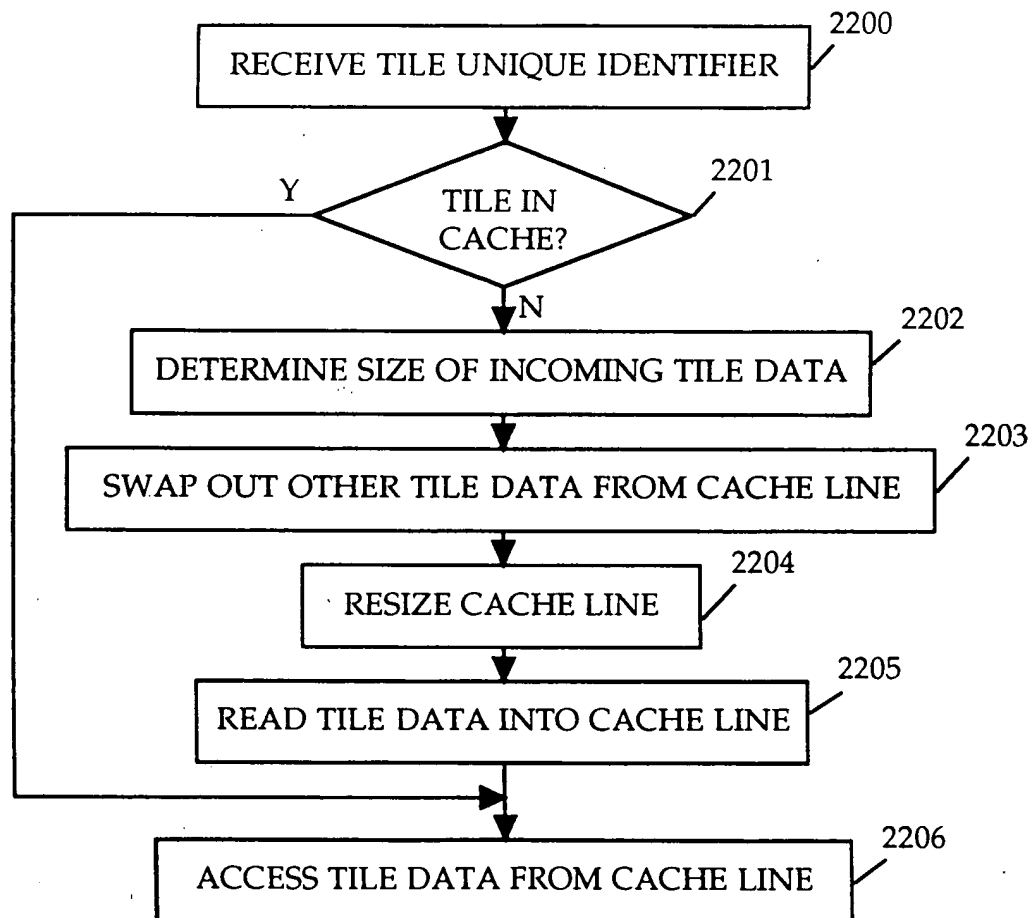 2200
RECEIVE TILE UNIQUE IDENTIFIER
2201
Y
TILE IN
CACHE?
N
2202
DETERMINE SIZE OF INCOMING TILE DATA
2203
SWAP OUT OTHER TILE DATA FROM CACHE LINE
2204
RESIZE CACHE LINE
2205
READ TILE DATA INTO CACHE LINE
2206
ACCESS TILE DATA FROM CACHE LINE